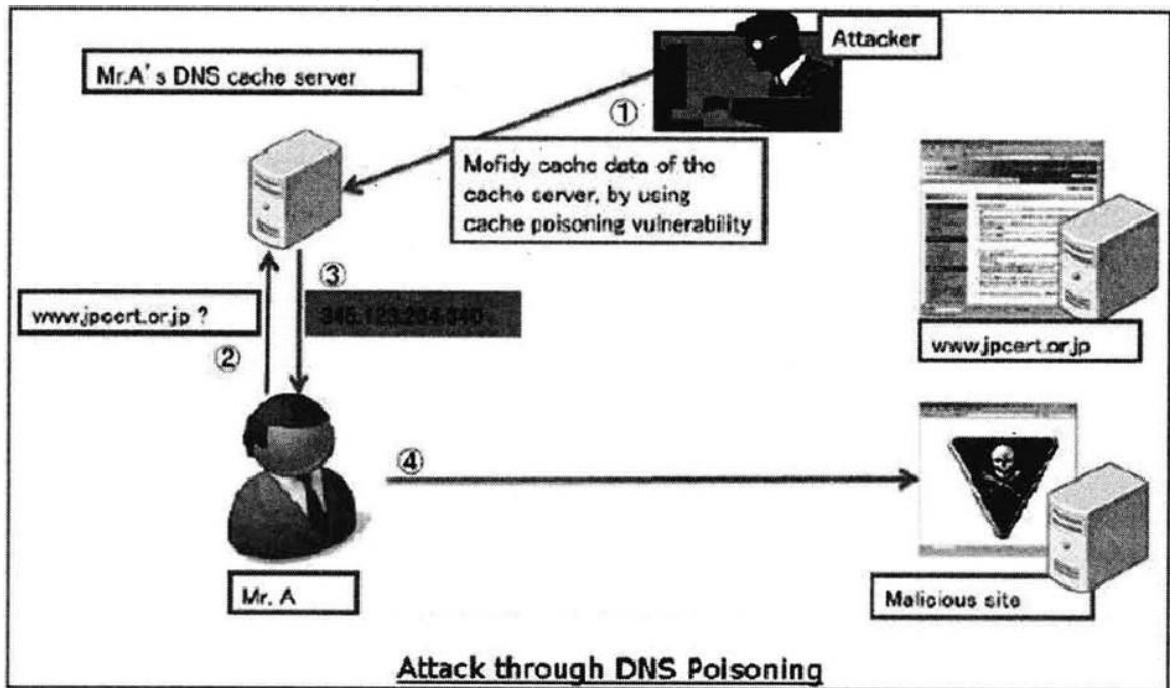 Attacker
Mr.A's DNS cache server
①
Mofidy cache data of the
cache server, by using
cache poisoning vulnerability
③
www.jpcert.or.jp ?
②
www.jpcert.or.jp
④
Mr. A
Malicious site
Attack through DNS Poisoning